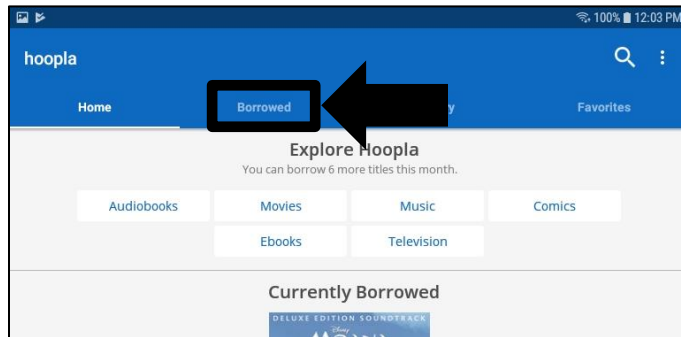 100% 12:03 PM
hoopla
Home Borrowed Favorites
Explore Hoopla
You can borrow 6 more titles this month.
Audiobooks Movies Music Comics
Ebooks Television
Currently Borrowed
DELUXE EDITION SOUNDTRACK
Disney